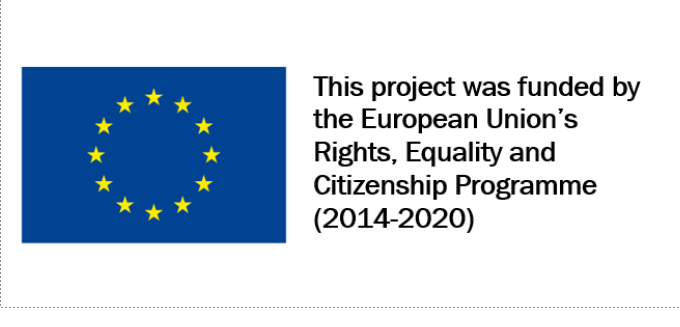 This project was funded by
the European Union’s
Rights, Equality and
Citizenship Programme
(2014-2020)